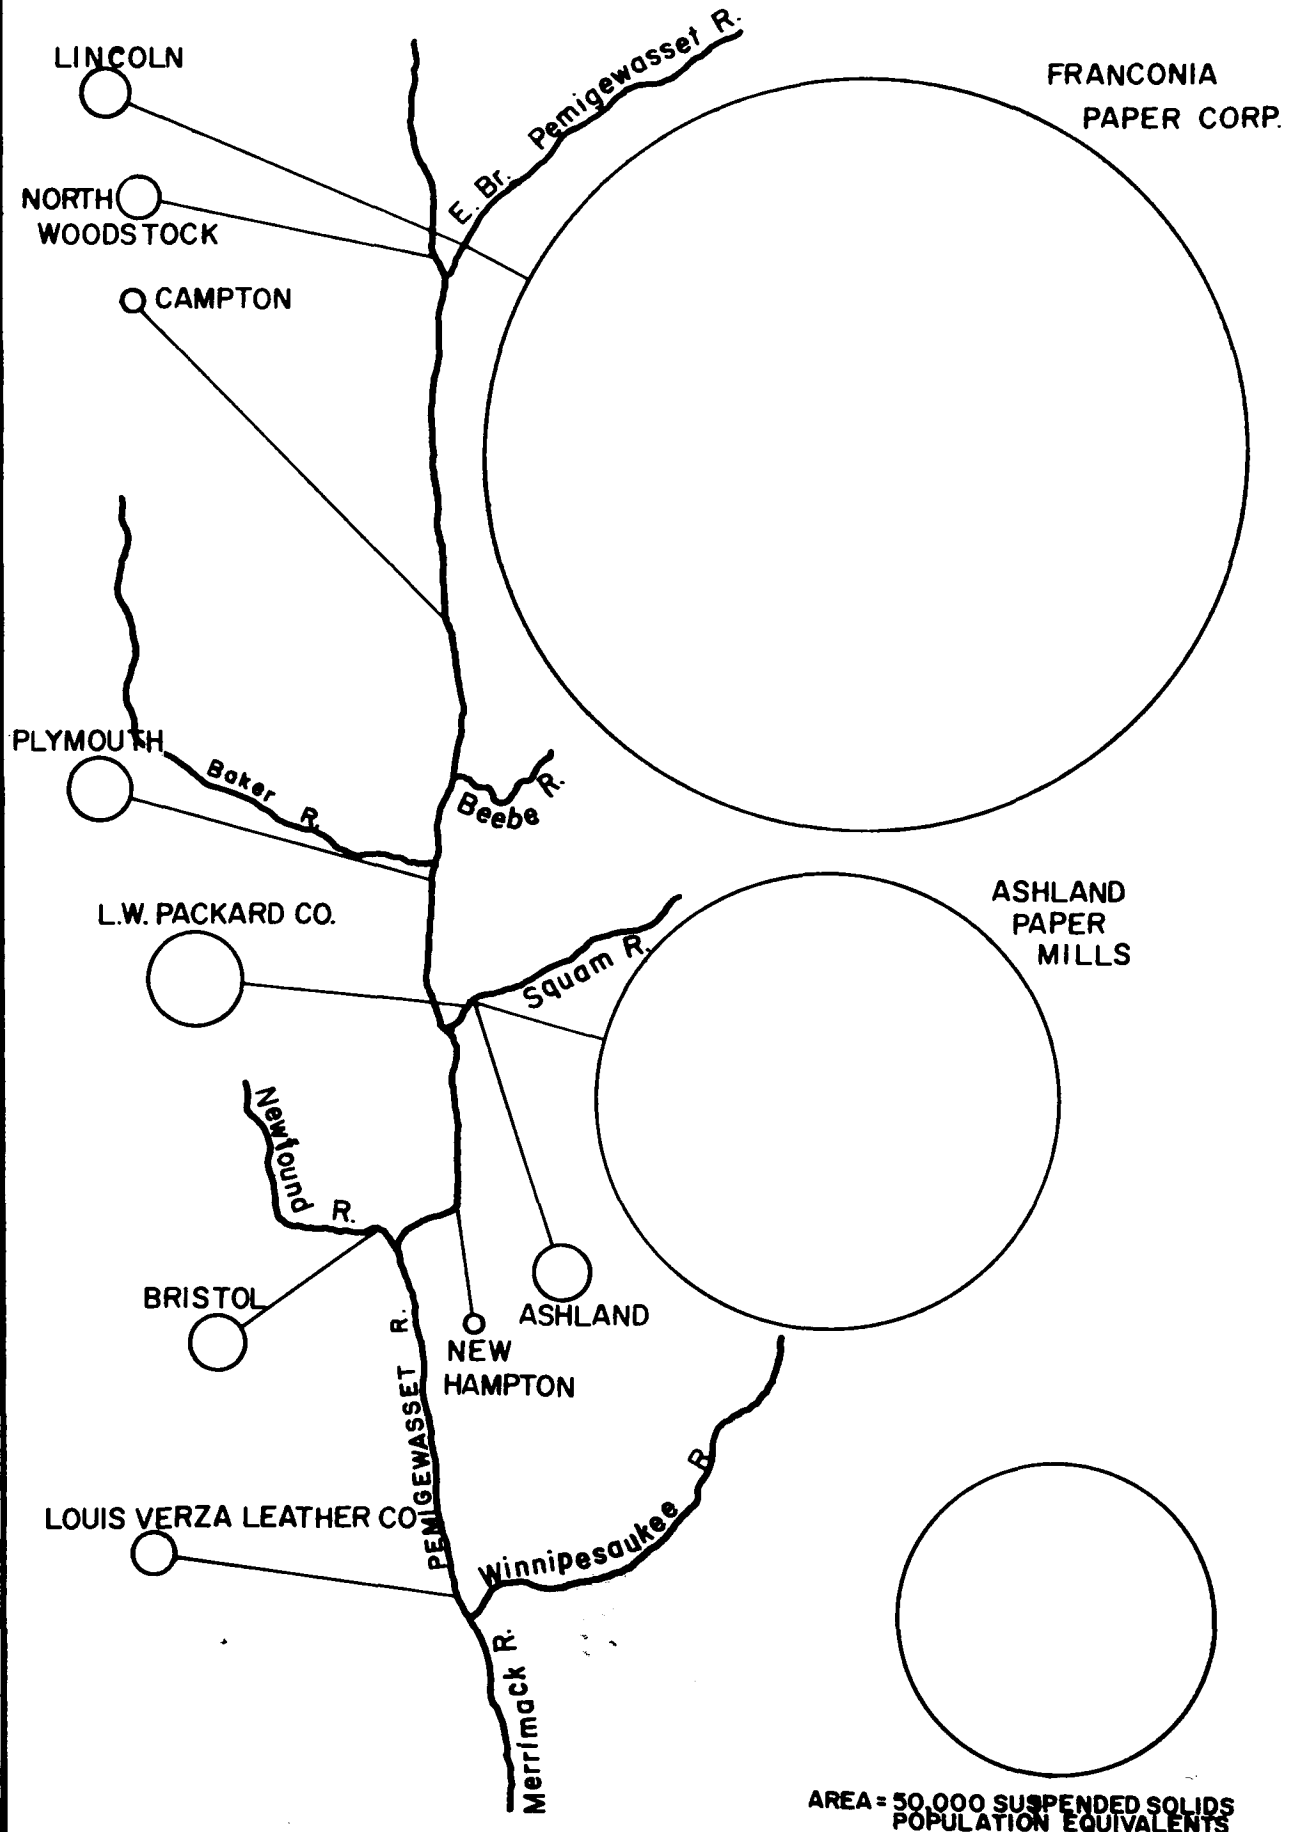 LINCOLN
E. Br. Pemigewasset R.
FRANCONIA
PAPER CORP.
NORTH
WOODSTOCK
CAMPTON
PLYMOUTH
Baker R.
Beebe R.
L.W. PACKARD CO.
Squam R.
ASHLAND
PAPER
MILLS
Newfound R.
BRISTOL
ASHLAND
NEW
HAMPTON
PEMIGEWASSET R.
LOUIS VERZA LEATHER CO
Winnipesaukee R.
Merrimack R.
AREA = 50,000 SUSPENDED SOLIDS
POPULATION EQUIVALENTS